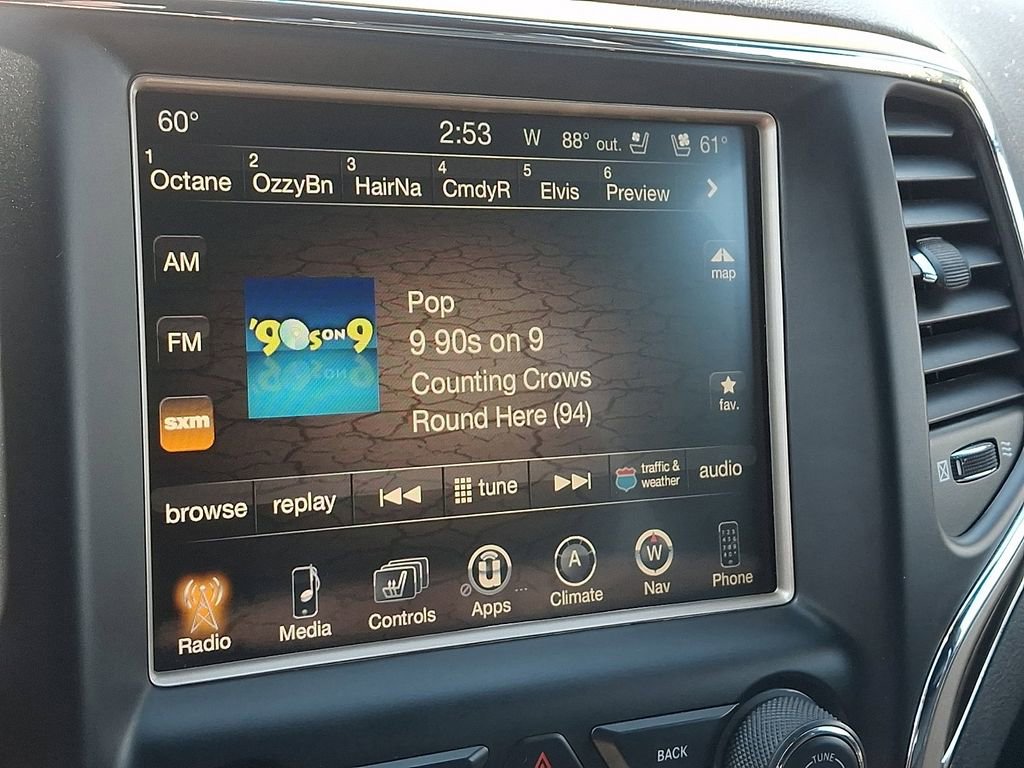 60° 2:53 W 88° out. 61°
1 Octane 2 OzzyBn 3 HairNa 4 CmdyR 5 Elvis 6 Preview
AM
map
'90s ON 9
Pop
9 90s on 9
FM
Counting Crows
fav.
sxm
Round Here (94)
browse replay tune traffic & weather audio
Radio Media Controls Apps A Climate W Nav Phone
BACK TUNE